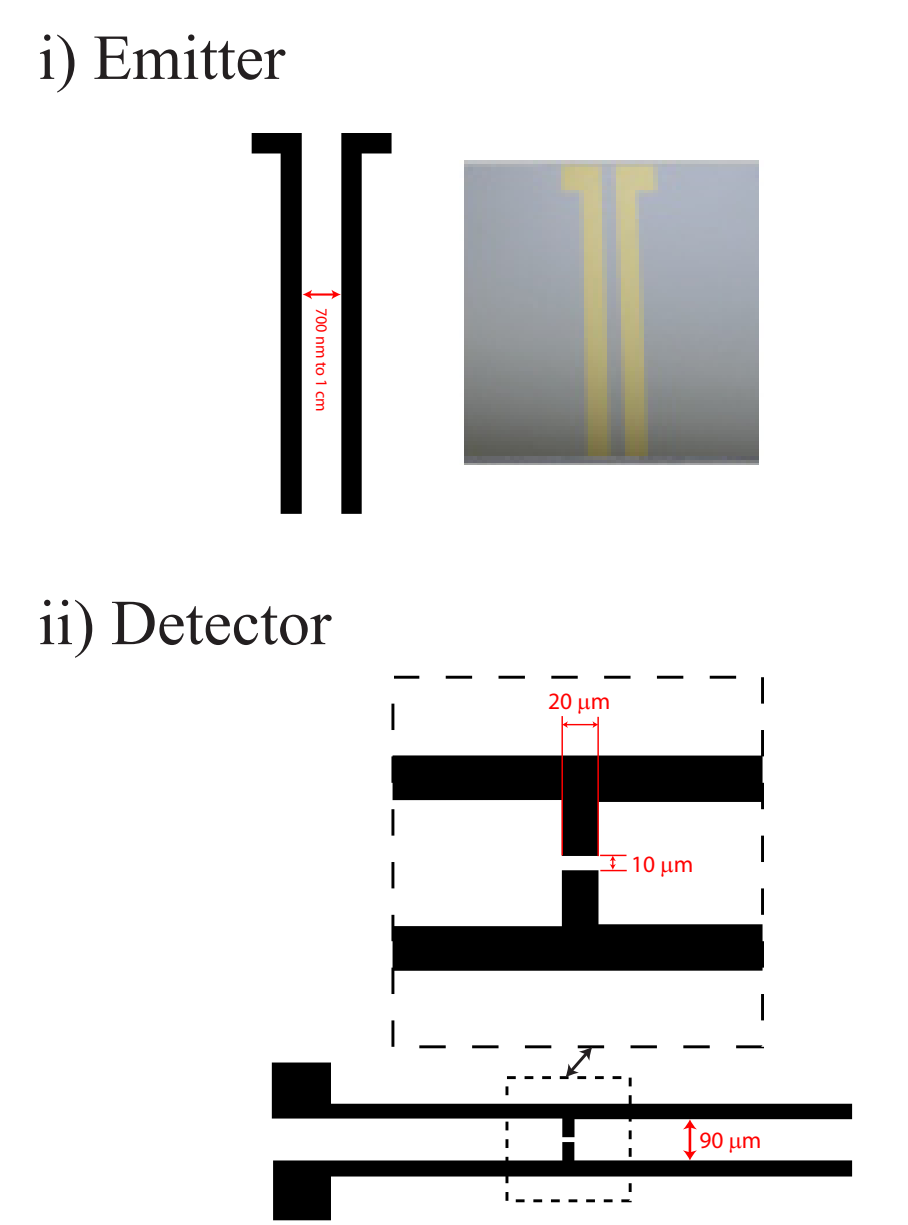 i) Emitter
700 nm to 1 cm
ii) Detector
20 μm
10 μm
90 μm